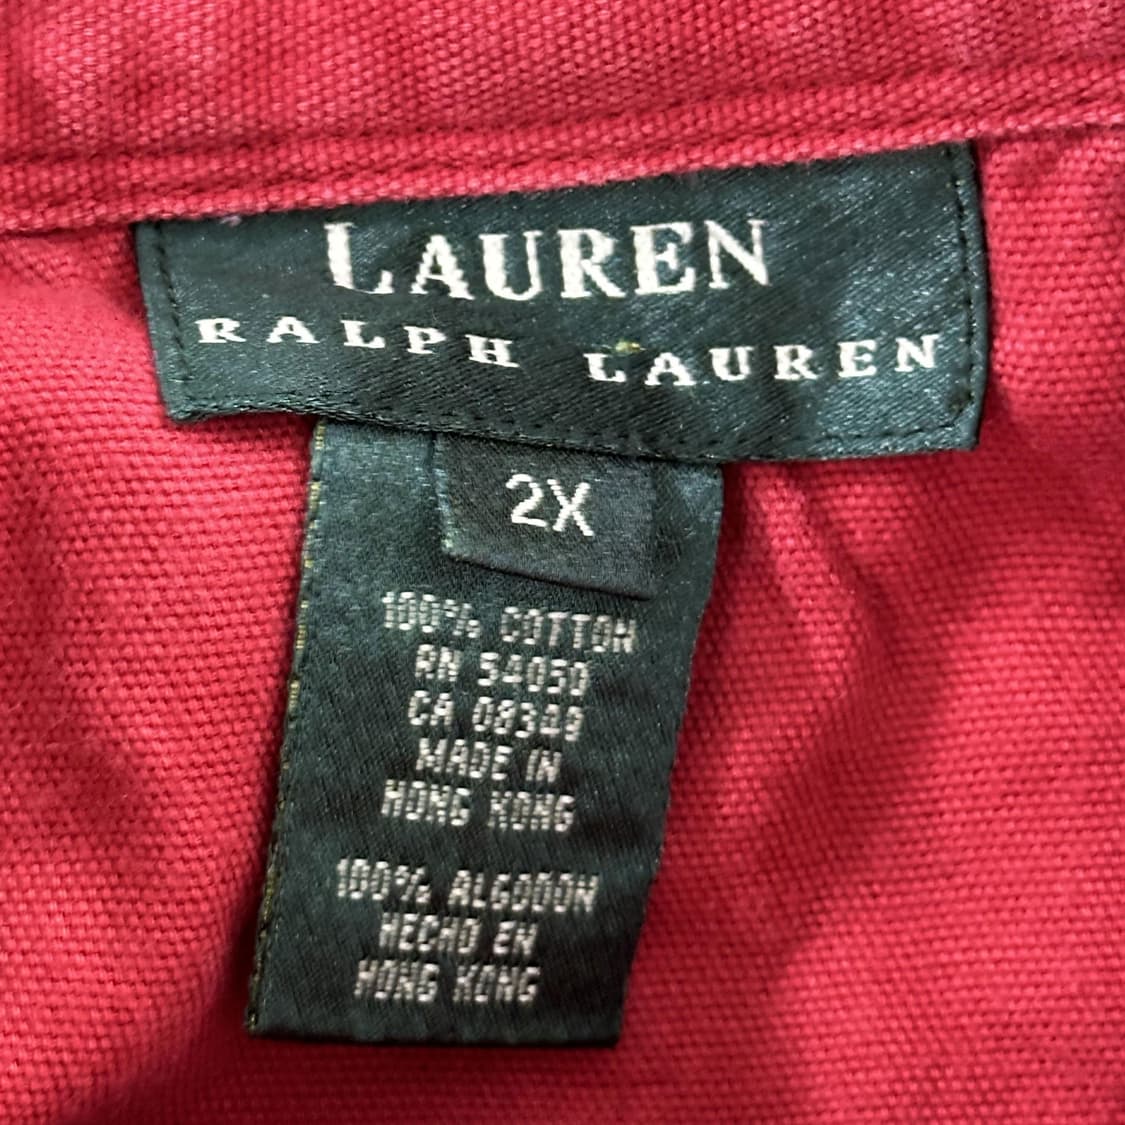 LAUREN
RALPH LAUREN
2X
100% COTTON
RN 54050
CA 08349
MADE IN
HONG KONG
100% ALGODON
HECHO EN
HONG KONG